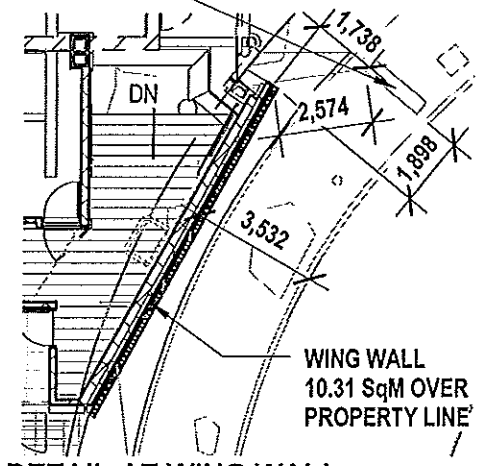 1,738
DN
2,574
1,898
3,532
WING WALL
10.31 SqM OVER
PROPERTY LINE'